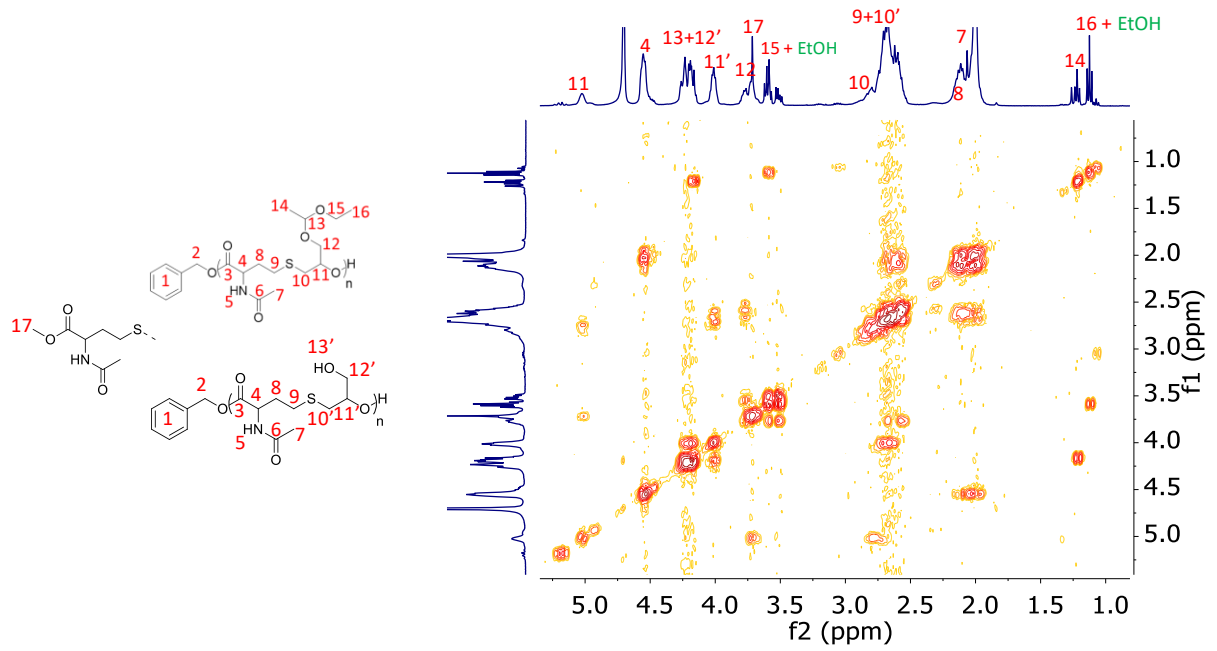 11
4
13+12’
11’
12
17
15 + EtOH
10
9+10’
7
8
14
16 + EtOH
1.0
1.5
2.0
2.5
3.0
3.5
4.0
4.5
5.0
f1 (ppm)
5.0 4.5 4.0 3.5 3.0 2.5 2.0 1.5 1.0
f2 (ppm)
14 O 15 16
13
O 12
2 O 4 8 9 S
1 O 3 10 11 O H
n
5 NH 6 7
O
17 O
O S
NH
O
13’
HO 12’
2 O 4 8 9 S
1 O 3 10’ 11’ O H
n
5 NH 6 7
O